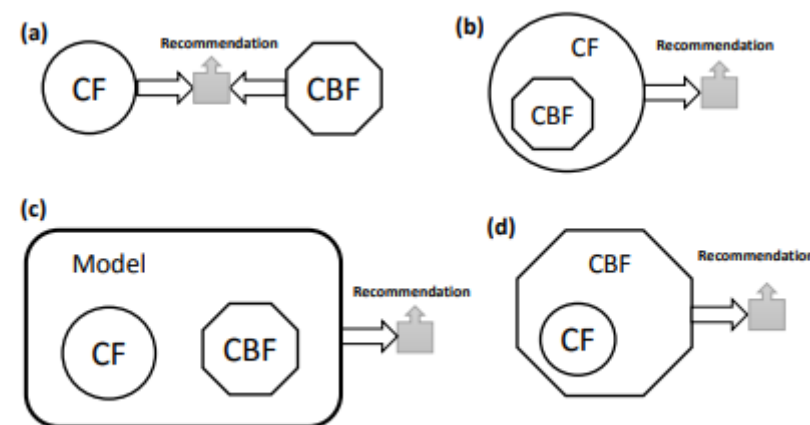 (a)
Recommendation
CF
CBF
(b)
CF
Recommendation
CBF
(c)
Model
Recommendation
CF
CBF
(d)
CBF
Recommendation
CF